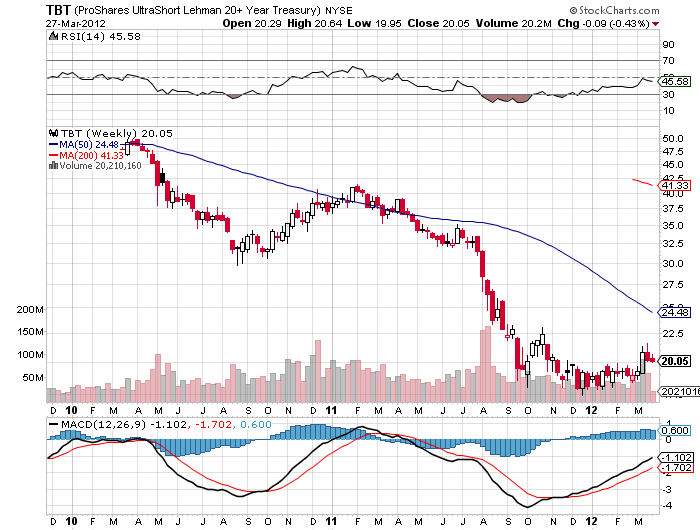 TBT (ProShares UltraShort Lehman 20+ Year Treasury) NYSE © StockCharts.com
27-Mar-2012 Open 20.29 High 20.64 Low 19.95 Close 20.05 Volume 20.2M Chg -0.09 (-0.43%)
RSI(14) 45.58
90
70
50
45.58
30
10
TBT (Weekly) 20.05
MA(50) 24.48
MA(200) 41.33
Volume 20,210,160
50.0
47.5
45.0
42.5
41.33
40.0
37.5
35.0
32.5
30.0
27.5
25.0
24.48
22.5
20.05
20210160
200M
150M
100M
50M
D 10 F M A M J J A S O N D 11 F M A M J J A S O N D 12 F M
MACD(12,26,9) -1.102, -1.702, 0.600
1
0
0.600
-1.102
-1.702
-2
-3
-4
D 10 F M A M J J A S O N D 11 F M A M J J A S O N D 12 F M